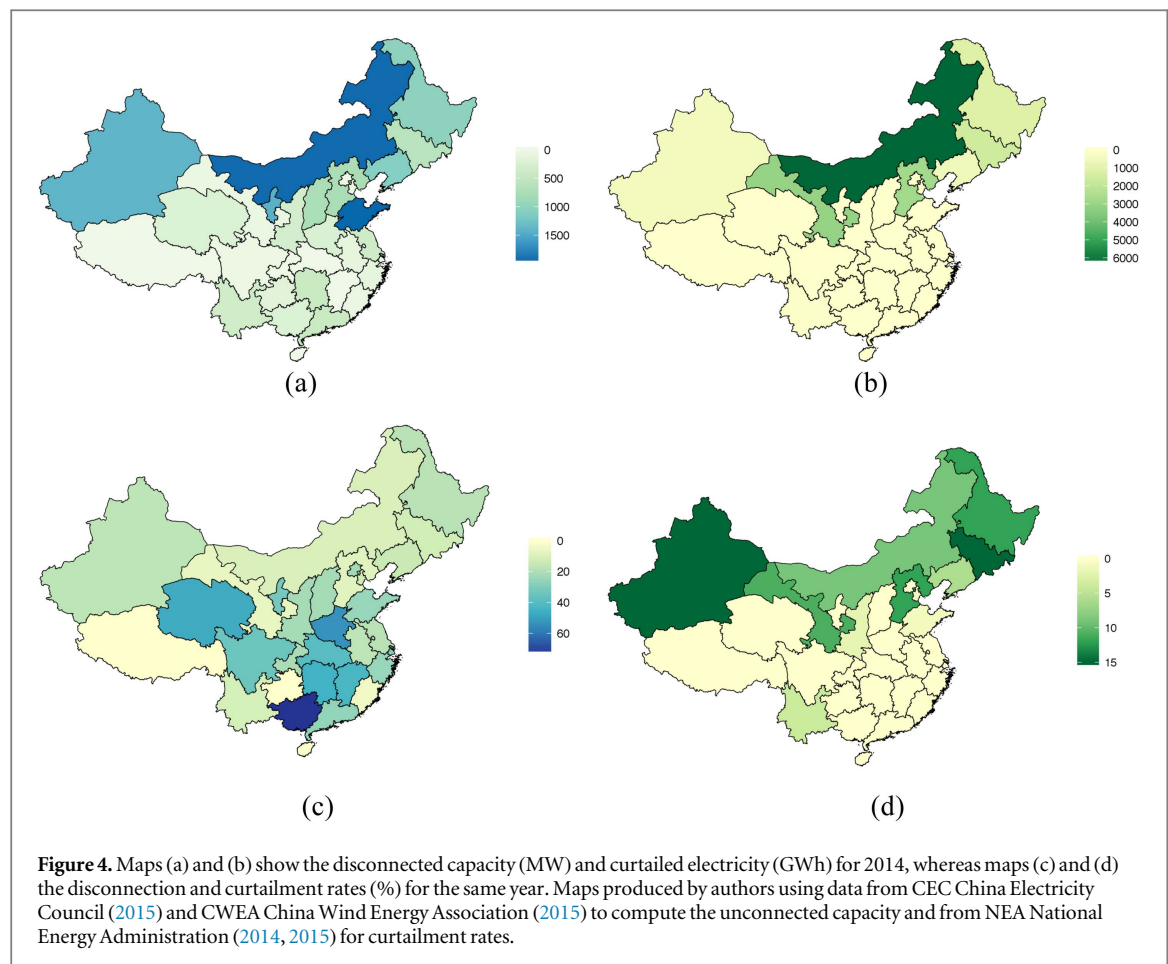 0
500
1000
1500
(a)
0
1000
2000
3000
4000
5000
6000
(b)
0
20
40
60
(c)
0
5
10
15
(d)
Figure 4. Maps (a) and (b) show the disconnected capacity (MW) and curtailed electricity (GWh) for 2014, whereas maps (c) and (d)
the disconnection and curtailment rates (%) for the same year. Maps produced by authors using data from CEC China Electricity
Council (2015) and CWEA China Wind Energy Association (2015) to compute the unconnected capacity and from NEA National
Energy Administration (2014, 2015) for curtailment rates.